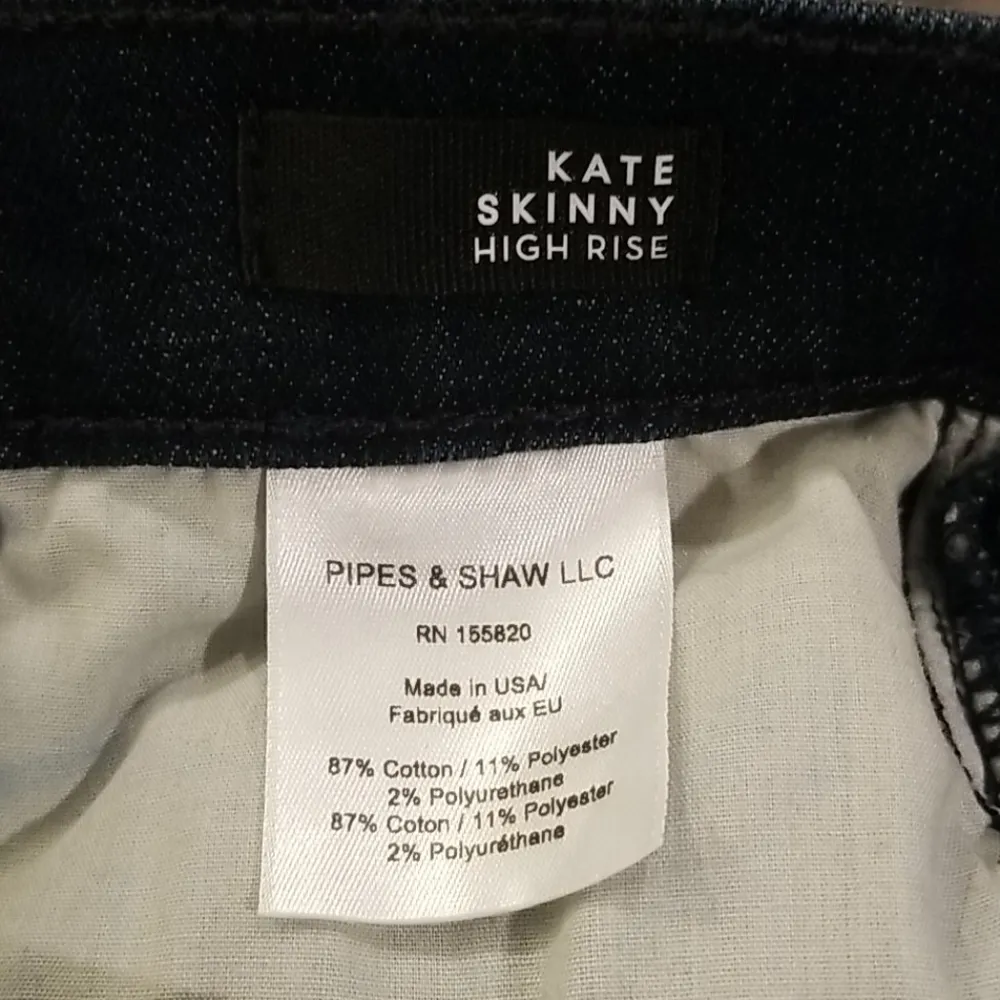 KATE
SKINNY
HIGH RISE
PIPES & SHAW LLC
RN 155820
Made in USA/
Fabriqué aux EU
87% Cotton / 11% Polyester
2% Polyurethane
87% Coton / 11% Polyester
2% Polyuréthane